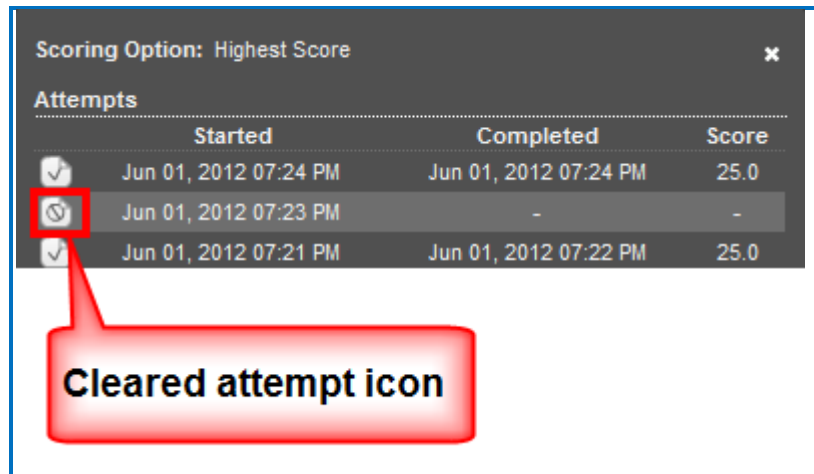 Scoring Option: Highest Score
Attempts
Started Completed Score
Jun 01, 2012 07:24 PM Jun 01, 2012 07:24 PM 25.0
Jun 01, 2012 07:23 PM - -
Jun 01, 2012 07:21 PM Jun 01, 2012 07:22 PM 25.0
Cleared attempt icon